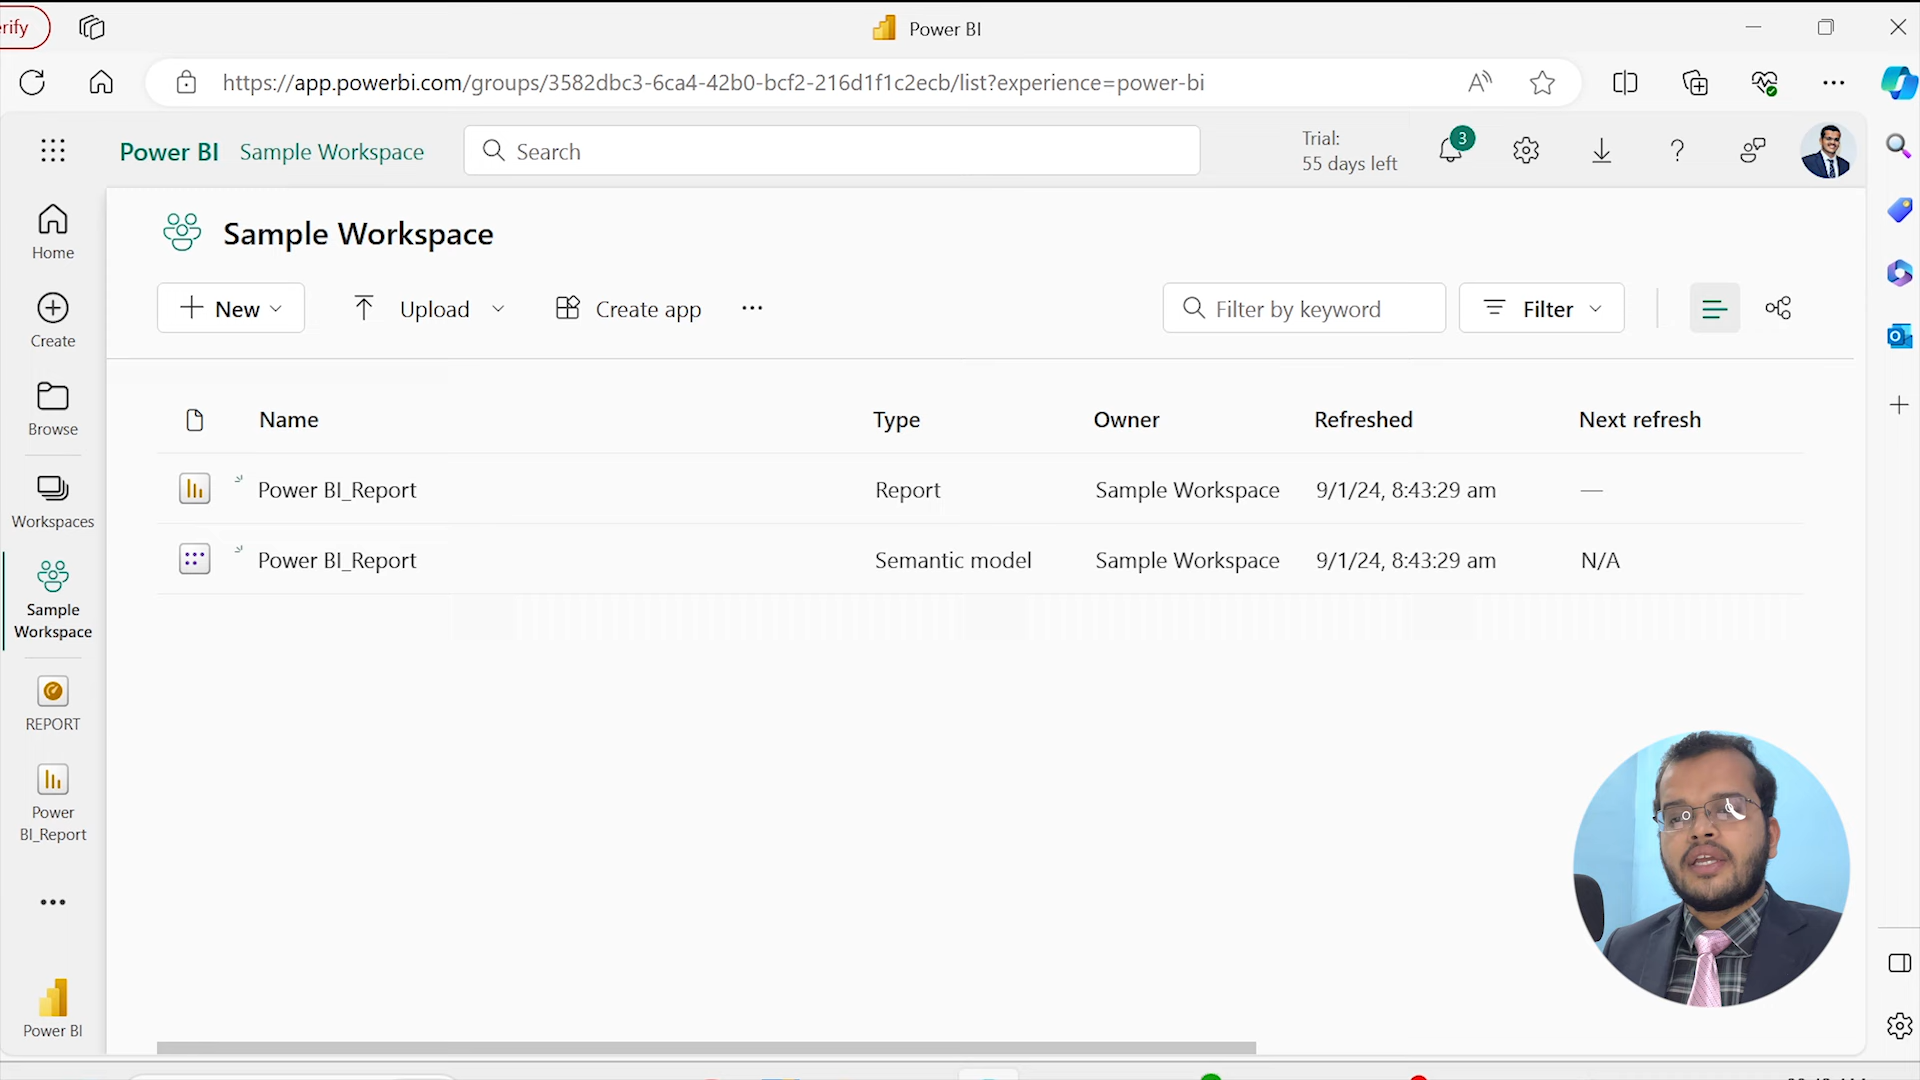 erify
Power BI
https://app.powerbi.com/groups/3582dbc3-6ca4-42b0-bcf2-216d1f1c2ecb/list?experience=power-bi
Power BI Sample Workspace
Search
Trial:
55 days left
3
Home
Create
Browse
Workspaces
Sample
Workspace
REPORT
Power
BI_Report
Power BI
Sample Workspace
New
Upload
Create app
Filter by keyword
Filter
Name Type Owner Refreshed Next refresh
Power BI_Report Report Sample Workspace 9/1/24, 8:43:29 am —
Power BI_Report Semantic model Sample Workspace 9/1/24, 8:43:29 am N/A